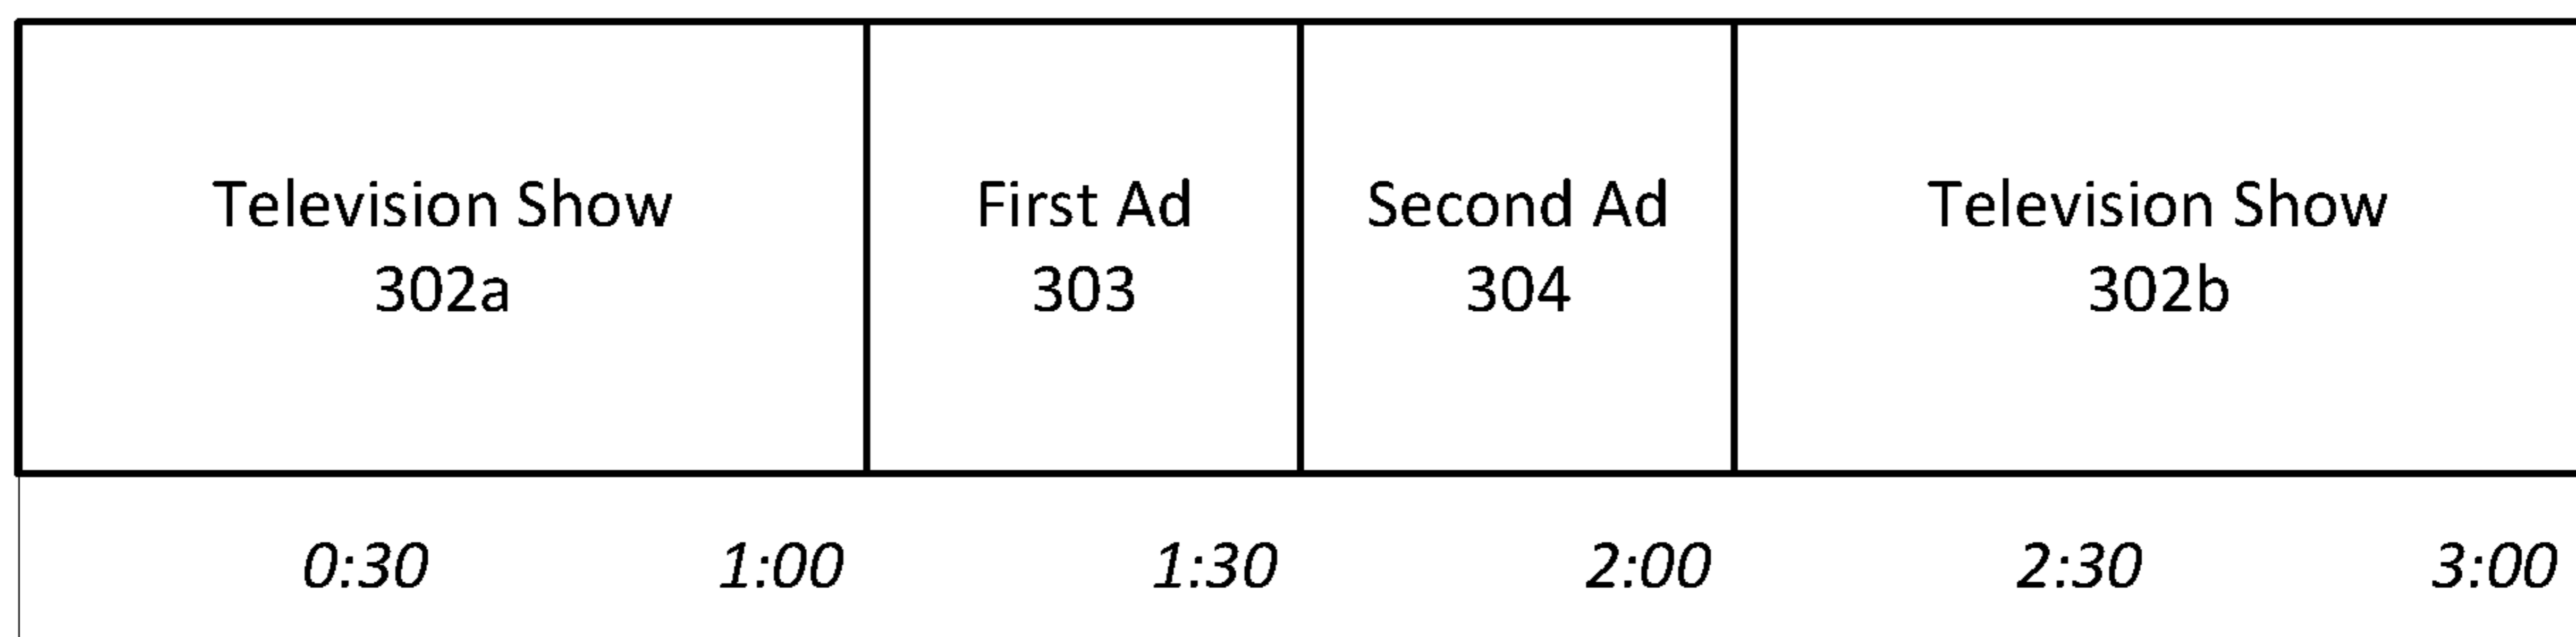 Television Show
302a
First Ad
303
Second Ad
304
Television Show
302b
0:30 1:00 1:30 2:00 2:30 3:00